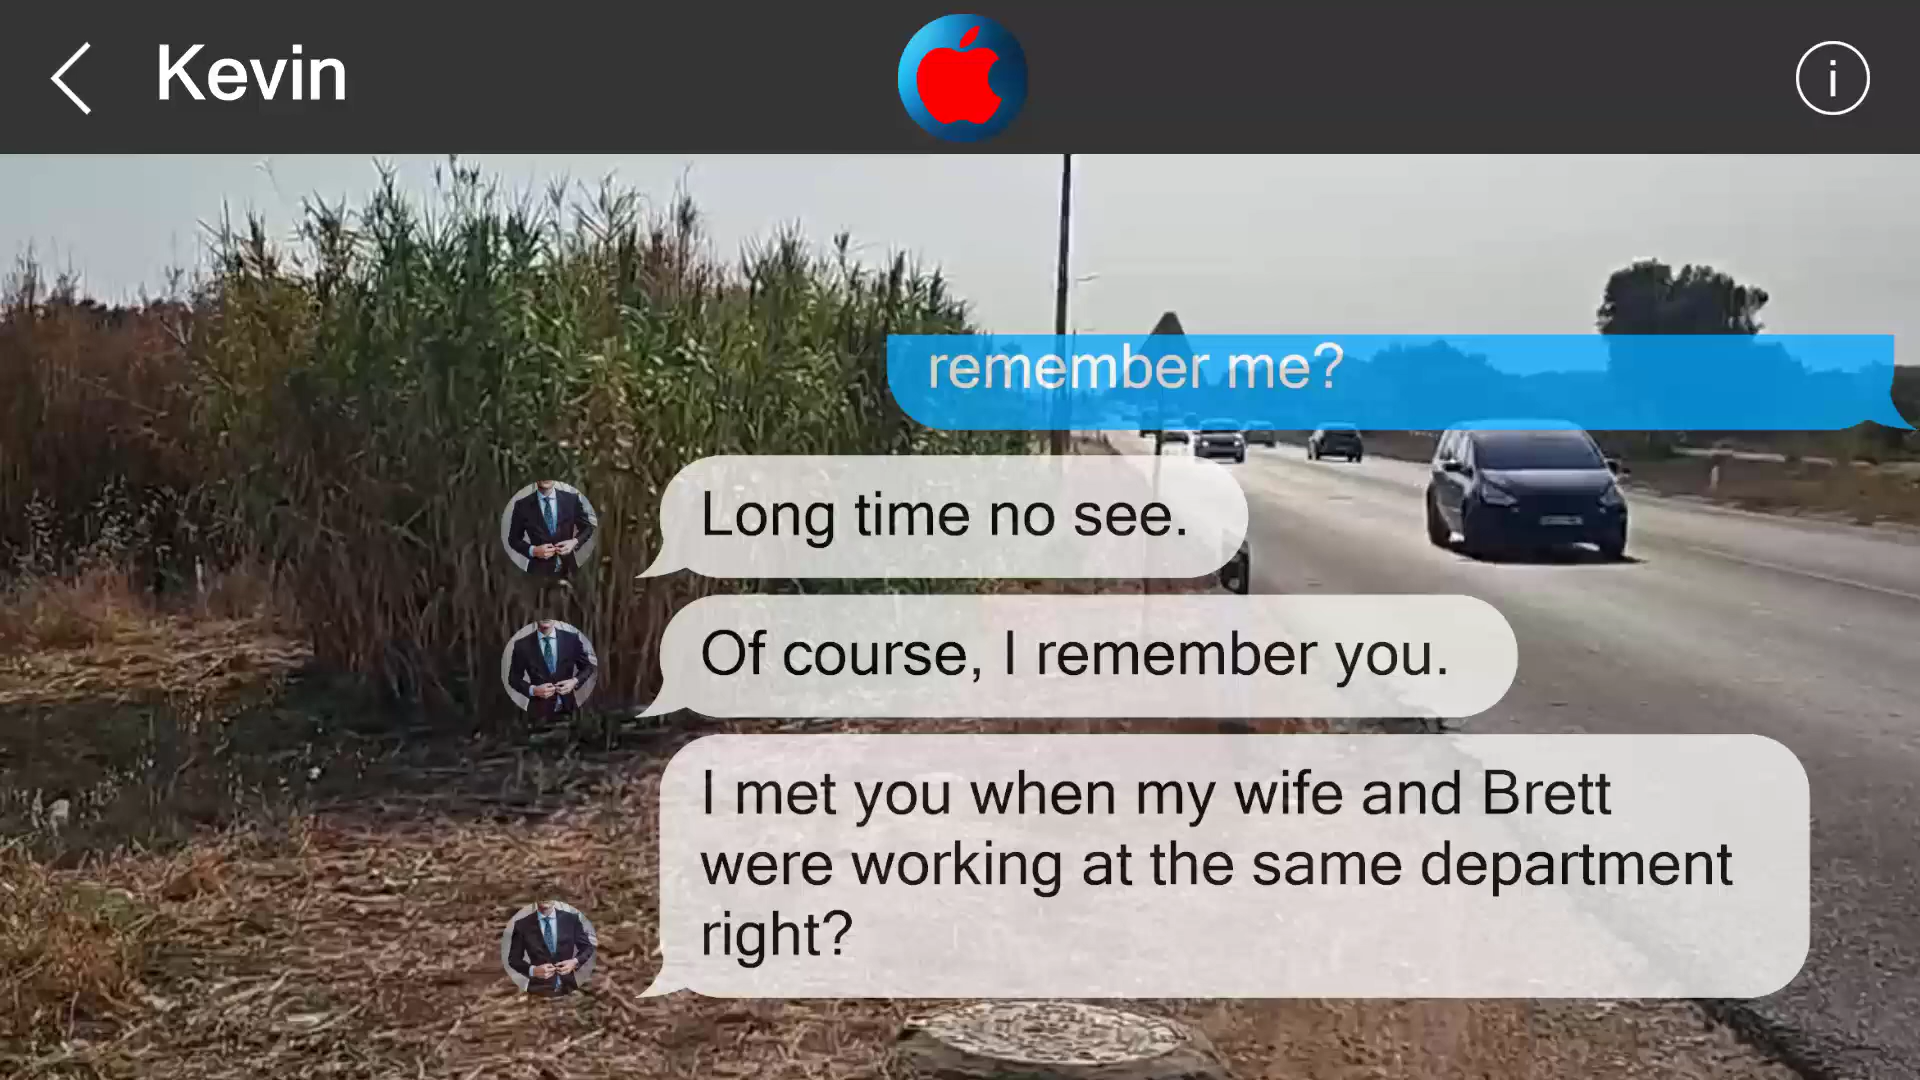 Kevin
remember me?
Long time no see.
Of course, I remember you.
I met you when my wife and Brett
were working at the same department
right?